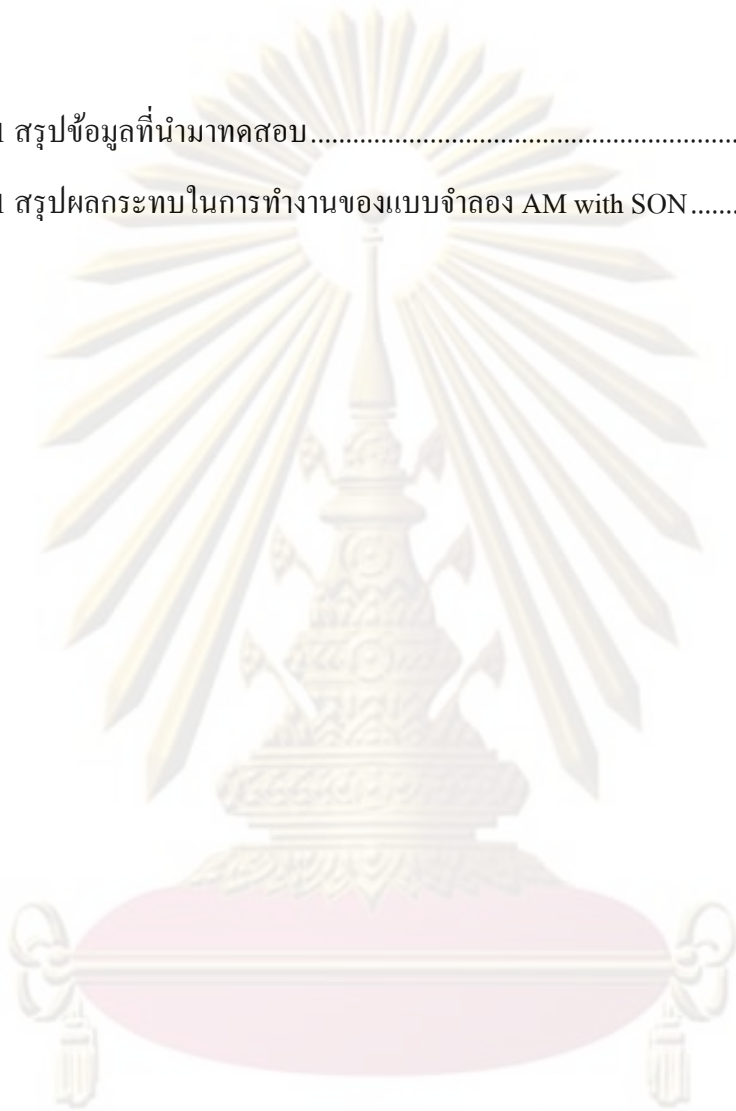 1 สรุปข้อมูลที่นำมาทดสอบ..............................................................
1 สรุปผลกระทบในการทำงานของแบบจำลอง AM with SON.......